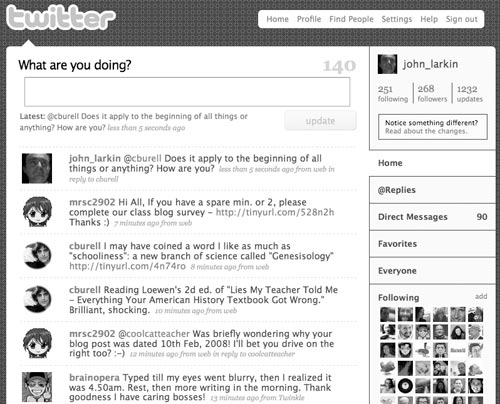 twitter
Home Profile Find People Settings Help Sign out
What are you doing?
140
Latest: @cburell Does it apply to the beginning of all things or
anything? How are you? less than 5 seconds ago
update
john_larkin @cburell Does it apply to the beginning of all
things or anything? How are you? less than 5 seconds ago from web in
reply to cburell
mrsc2902 Hi All, If you have a spare min. or 2, please
complete our class blog survey - http://tinyurl.com/528n2h
Thanks :) 7 minutes ago from web
cburell I may have coined a word I like as much as
"schooliness": a new branch of science called "Genesisology"
http://tinyurl.com/4n74ro 8 minutes ago from web
cburell Reading Loewen's 2d ed. of "Lies My Teacher Told Me
- Everything Your American History Textbook Got Wrong."
Brilliant, shocking. 10 minutes ago from web
mrsc2902 @coolcatteacher Was briefly wondering why your
blog post was dated 10th Feb, 2008! I'll bet you drive on the
right too? :-) 12 minutes ago from web in reply to coolcatteacher
brainopera Typed till my eyes went blurry, then I realized it
was 4.50am. Rest, then more writing in the morning. Thank
goodness I have caring bosses! 13 minutes ago from Twinkle
john_larkin
251 268 1232
following followers updates
Notice something different?
Read about the changes.
Home
@Replies
Direct Messages 90
Favorites
Everyone
Following add